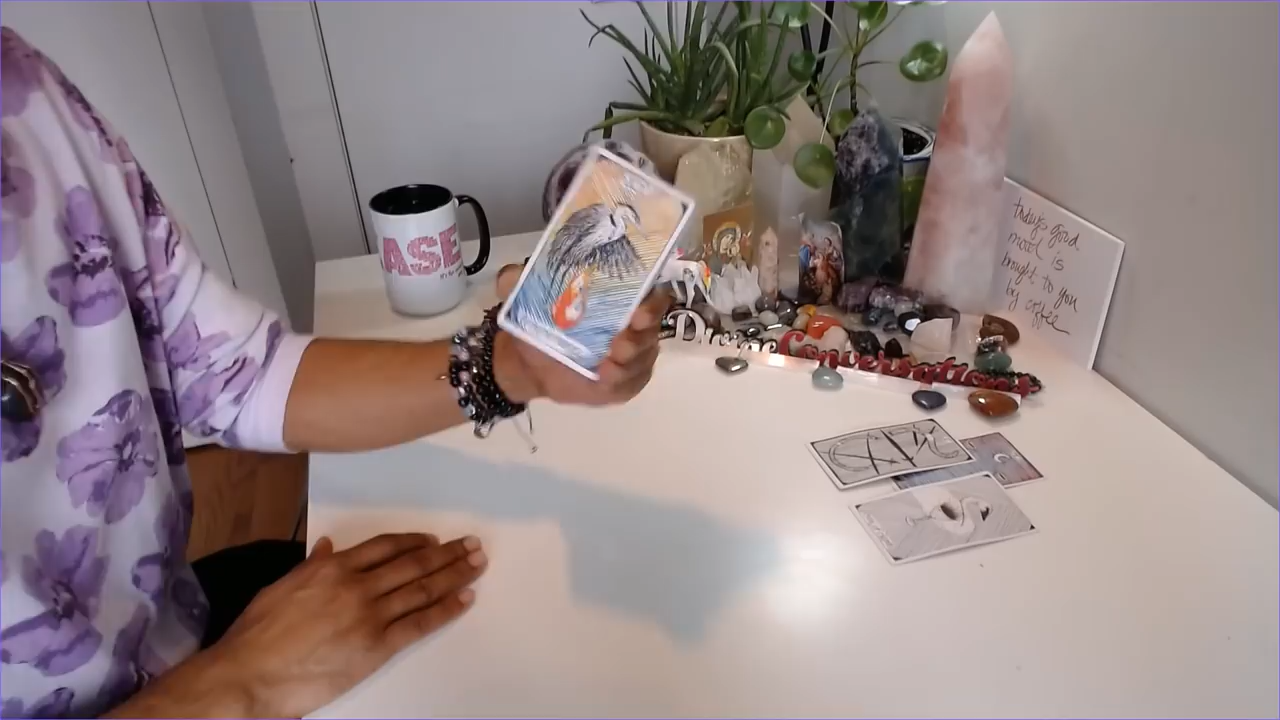 ASE
Divine Conversations
today's good
mood is
brought to you
by coffee